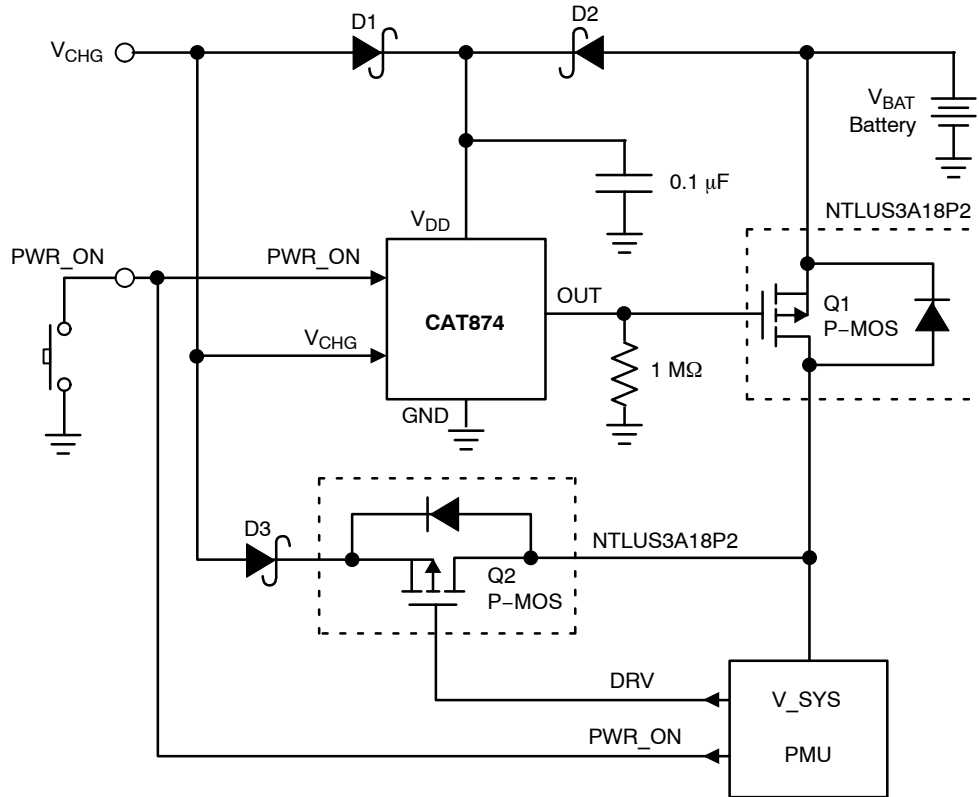 D1
D2
V_CHG
V_BAT
Battery
0.1 μF
NTLUS3A18P2
V_DD
PWR_ON
PWR_ON
OUT
CAT874
Q1
P−MOS
V_CHG
1 MΩ
GND
D3
NTLUS3A18P2
Q2
P−MOS
DRV
V_SYS
PWR_ON
PMU